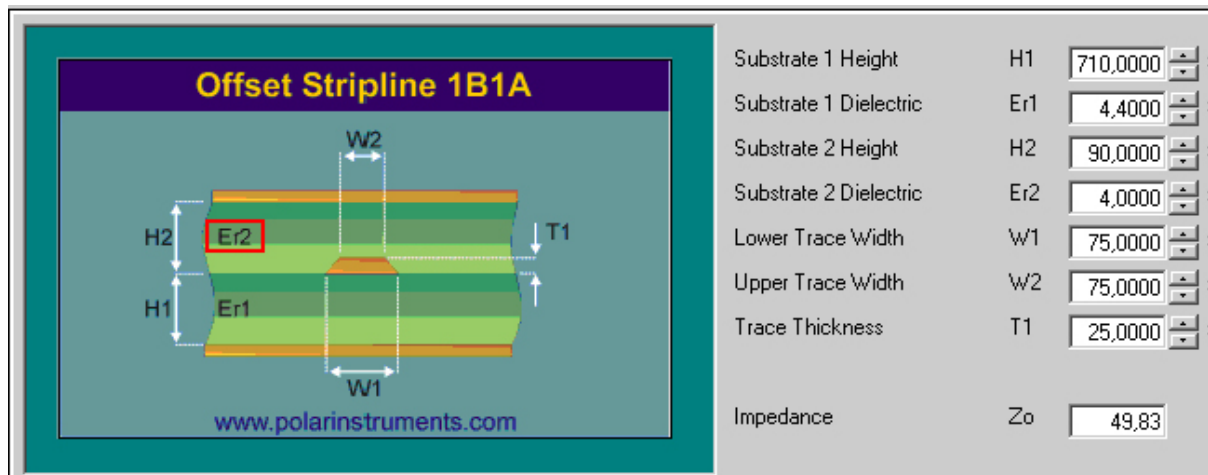 Offset Stripline 1B1A
W2
H2
Er2
T1
H1
Er1
W1
www.polarinstruments.com
Substrate 1 Height H1 710,0000
Substrate 1 Dielectric Er1 4,4000
Substrate 2 Height H2 90,0000
Substrate 2 Dielectric Er2 4,0000
Lower Trace Width W1 75,0000
Upper Trace Width W2 75,0000
Trace Thickness T1 25,0000
Impedance Zo 49,83